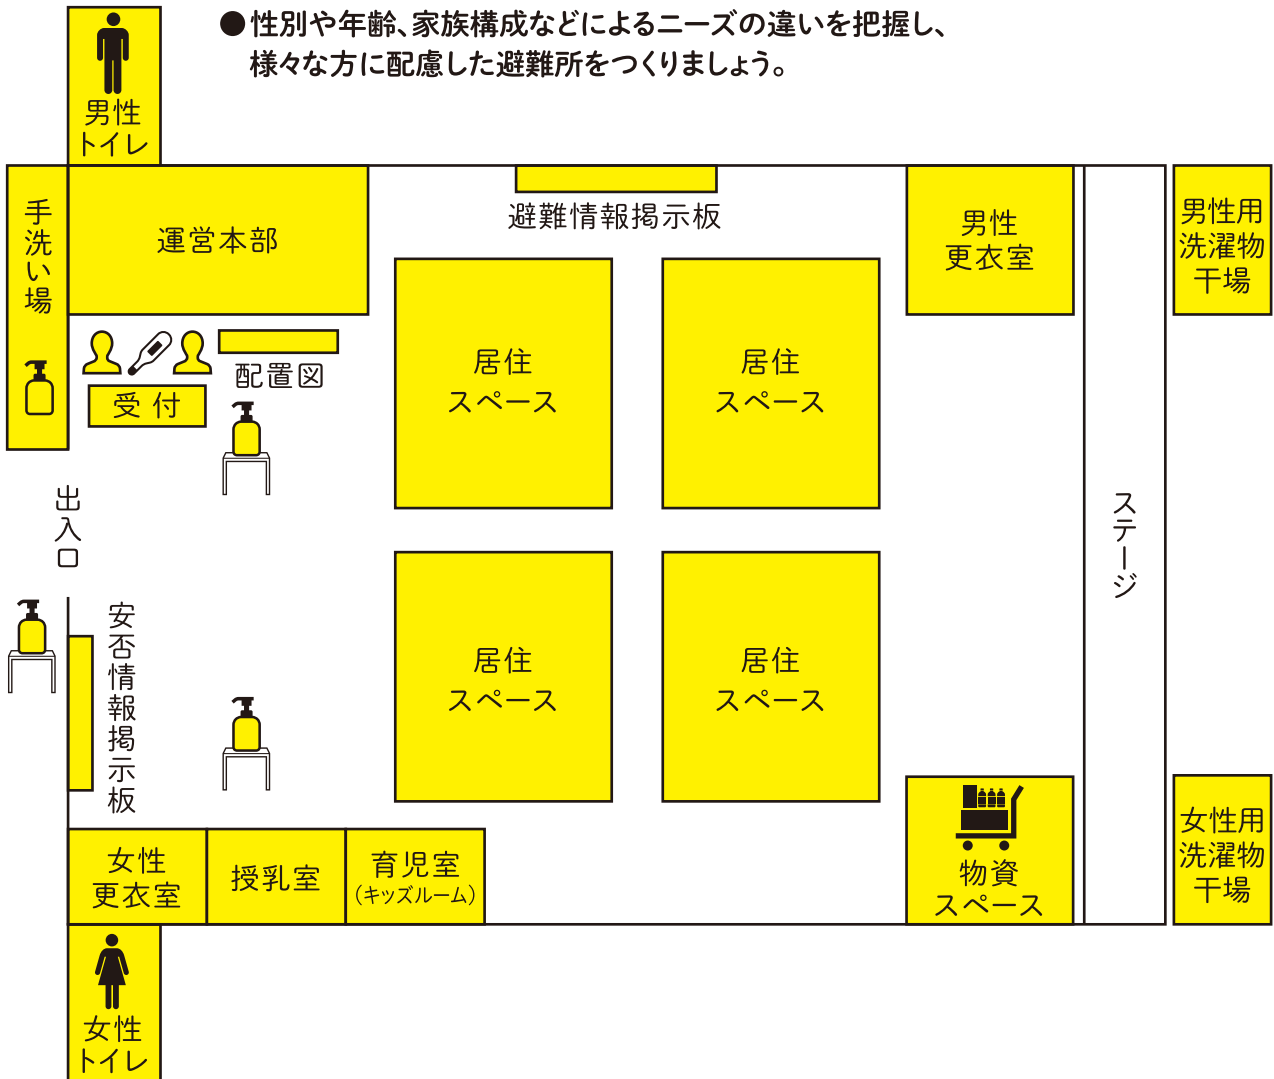 ●性別や年齢、家族構成などによるニーズの違いを把握し、
様々な方に配慮した避難所をつくりましょう。
男性
トイレ
手洗い場
運営本部
避難情報掲示板
男性
更衣室
男性用
洗濯物
干場
配置図
受付
居住
スペース
居住
スペース
出入口
ステージ
安否情報掲示板
居住
スペース
居住
スペース
女性
更衣室
授乳室
育児室
(キッズルーム)
物資
スペース
女性用
洗濯物
干場
女性
トイレ